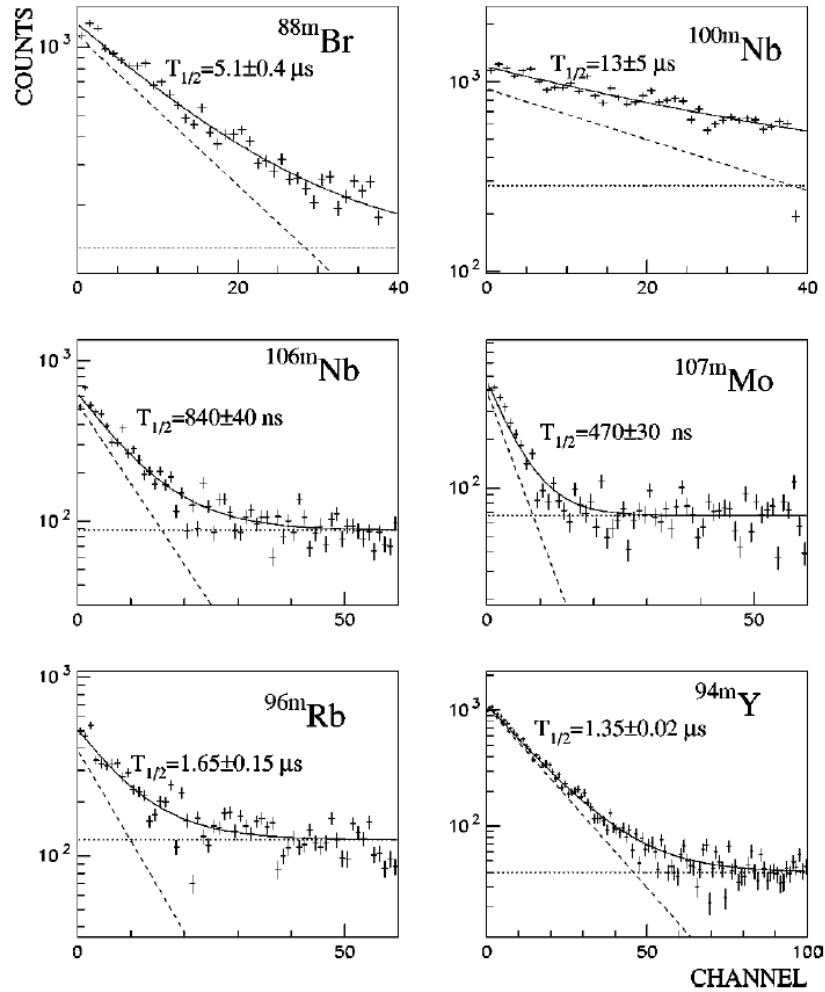 COUNTS
10³
10²
88mBr
T1/2=5.1±0.4 μs
0 20 40
10³
10²
100mNb
T1/2=13±5 μs
0 20 40
10³
10²
106mNb
T1/2=840±40 ns
0 50
10²
107mMo
T1/2=470±30 ns
0 50
10³
10²
96mRb
T1/2=1.65±0.15 μs
0 50
10³
10²
94mY
T1/2=1.35±0.02 μs
0 50 100
CHANNEL